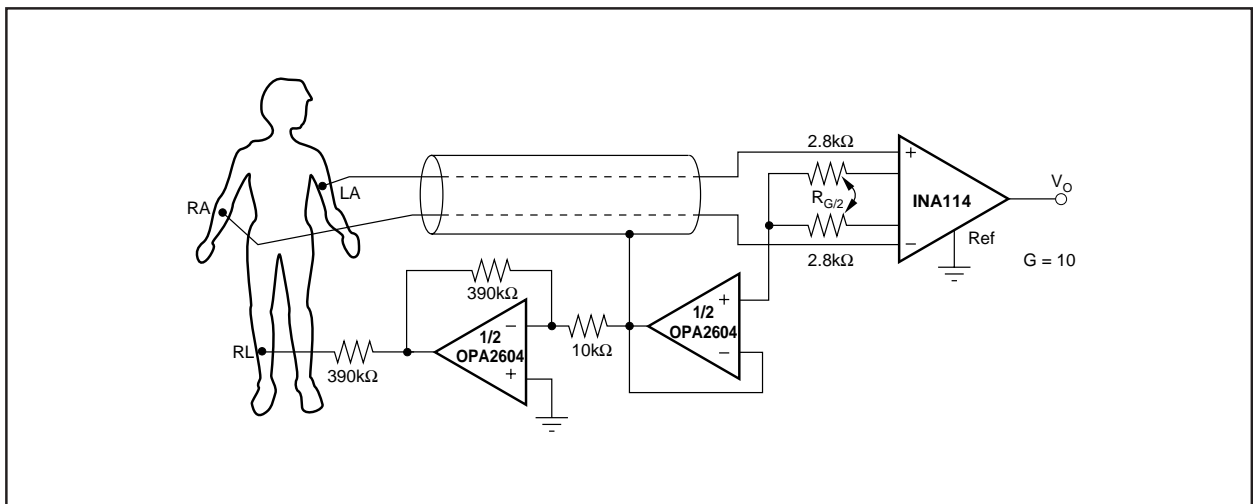 2.8kΩ
+
LA
RG/2
VO
INA114
RA
Ref
–
2.8kΩ
G = 10
390kΩ
1/2
OPA2604
+
–
–
1/2
OPA2604
+
10kΩ
RL
390kΩ